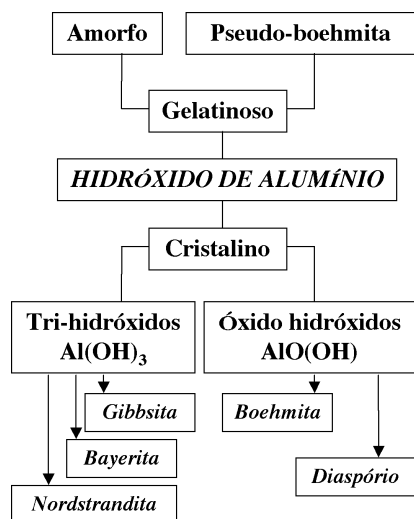 Amorfo
Pseudo-boehmita
Gelatinoso
HIDRÓXIDO DE ALUMÍNIO
Cristalino
Tri-hidróxidos
Al(OH)₃
Óxido hidróxidos
AlO(OH)
Gibbsita
Boehmita
Bayerita
Diaspório
Nordstrandita